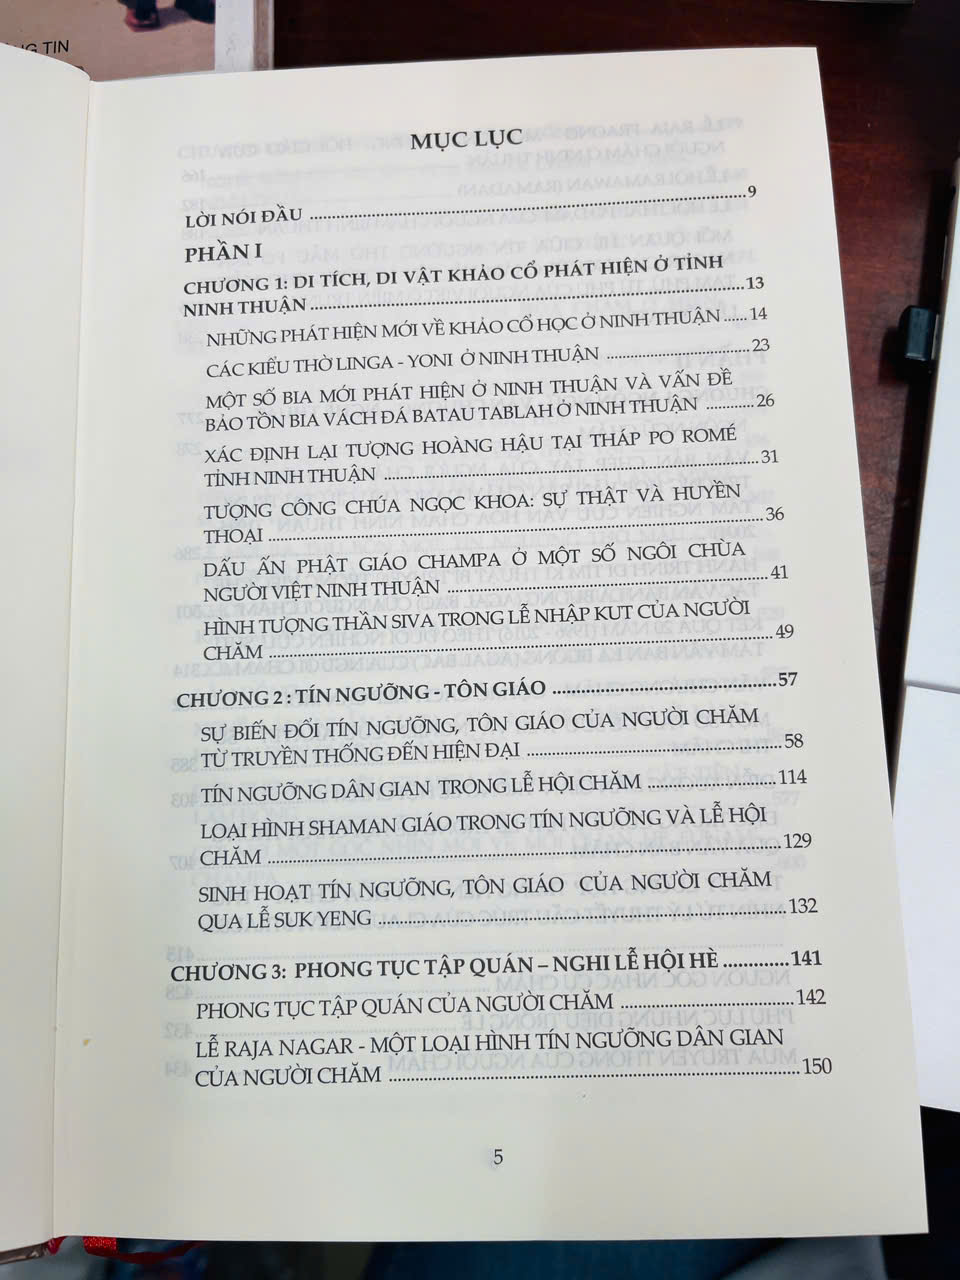 NG TIN
MỤC LỤC
LỜI NÓI ĐẦU ........ 9
PHẦN I
CHƯƠNG 1: DI TÍCH, DI VẬT KHẢO CỔ PHÁT HIỆN Ở TỈNH
NINH THUẬN ........ 13
NHỮNG PHÁT HIỆN MỚI VỀ KHẢO CỔ HỌC Ở NINH THUẬN ...... 14
CÁC KIỂU THỜ LINGA - YONI Ở NINH THUẬN ........ 23
MỘT SỐ BIA MỚI PHÁT HIỆN Ở NINH THUẬN VÀ VẤN ĐỀ
BẢO TỒN BIA VÁCH ĐÁ BATAU TABLAH Ở NINH THUẬN ........ 26
XÁC ĐỊNH LẠI TƯỢNG HOÀNG HẬU TẠI THÁP PO ROMÉ
TỈNH NINH THUẬN ........ 31
TƯỢNG CÔNG CHÚA NGỌC KHOA: SỰ THẬT VÀ HUYỀN
THOẠI ........ 36
DẤU ẤN PHẬT GIÁO CHAMPA Ở MỘT SỐ NGÔI CHÙA
NGƯỜI VIỆT NINH THUẬN ........ 41
HÌNH TƯỢNG THẦN SIVA TRONG LỄ NHẬP KUT CỦA NGƯỜI
CHĂM ........ 49
CHƯƠNG 2 : TÍN NGƯỠNG - TÔN GIÁO ........ 57
SỰ BIẾN ĐỔI TÍN NGƯỠNG, TÔN GIÁO CỦA NGƯỜI CHĂM
TỪ TRUYỀN THỐNG ĐẾN HIỆN ĐẠI ........ 58
TÍN NGƯỠNG DÂN GIAN TRONG LỄ HỘI CHĂM ........ 114
LOẠI HÌNH SHAMAN GIÁO TRONG TÍN NGƯỠNG VÀ LỄ HỘI
CHĂM ........ 129
SINH HOẠT TÍN NGƯỠNG, TÔN GIÁO CỦA NGƯỜI CHĂM
QUA LỄ SUK YENG ........ 132
CHƯƠNG 3: PHONG TỤC TẬP QUÁN – NGHI LỄ HỘI HÈ ........ 141
PHONG TỤC TẬP QUÁN CỦA NGƯỜI CHĂM ........ 142
LỄ RAJA NAGAR - MỘT LOẠI HÌNH TÍN NGƯỠNG DÂN GIAN
CỦA NGƯỜI CHĂM ........ 150
5